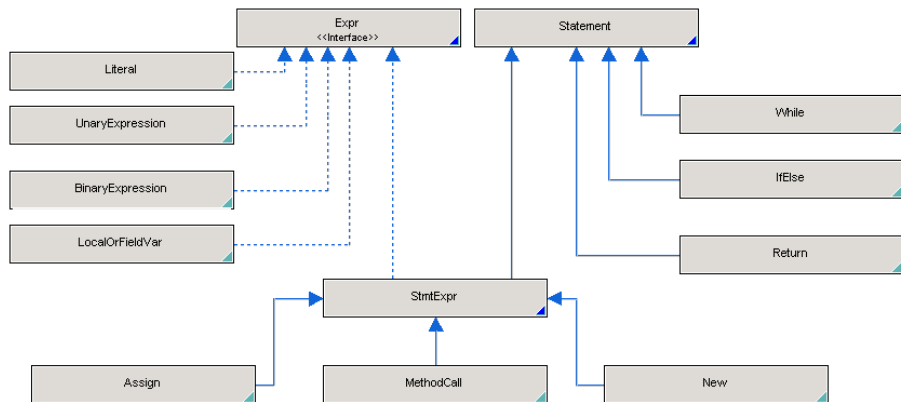 Expr
<<Interface>>
Statement
Literal
UnaryExpression
While
BinaryExpression
IfElse
LocalOrFieldVar
Return
StmtExpr
Assign
MethodCall
New